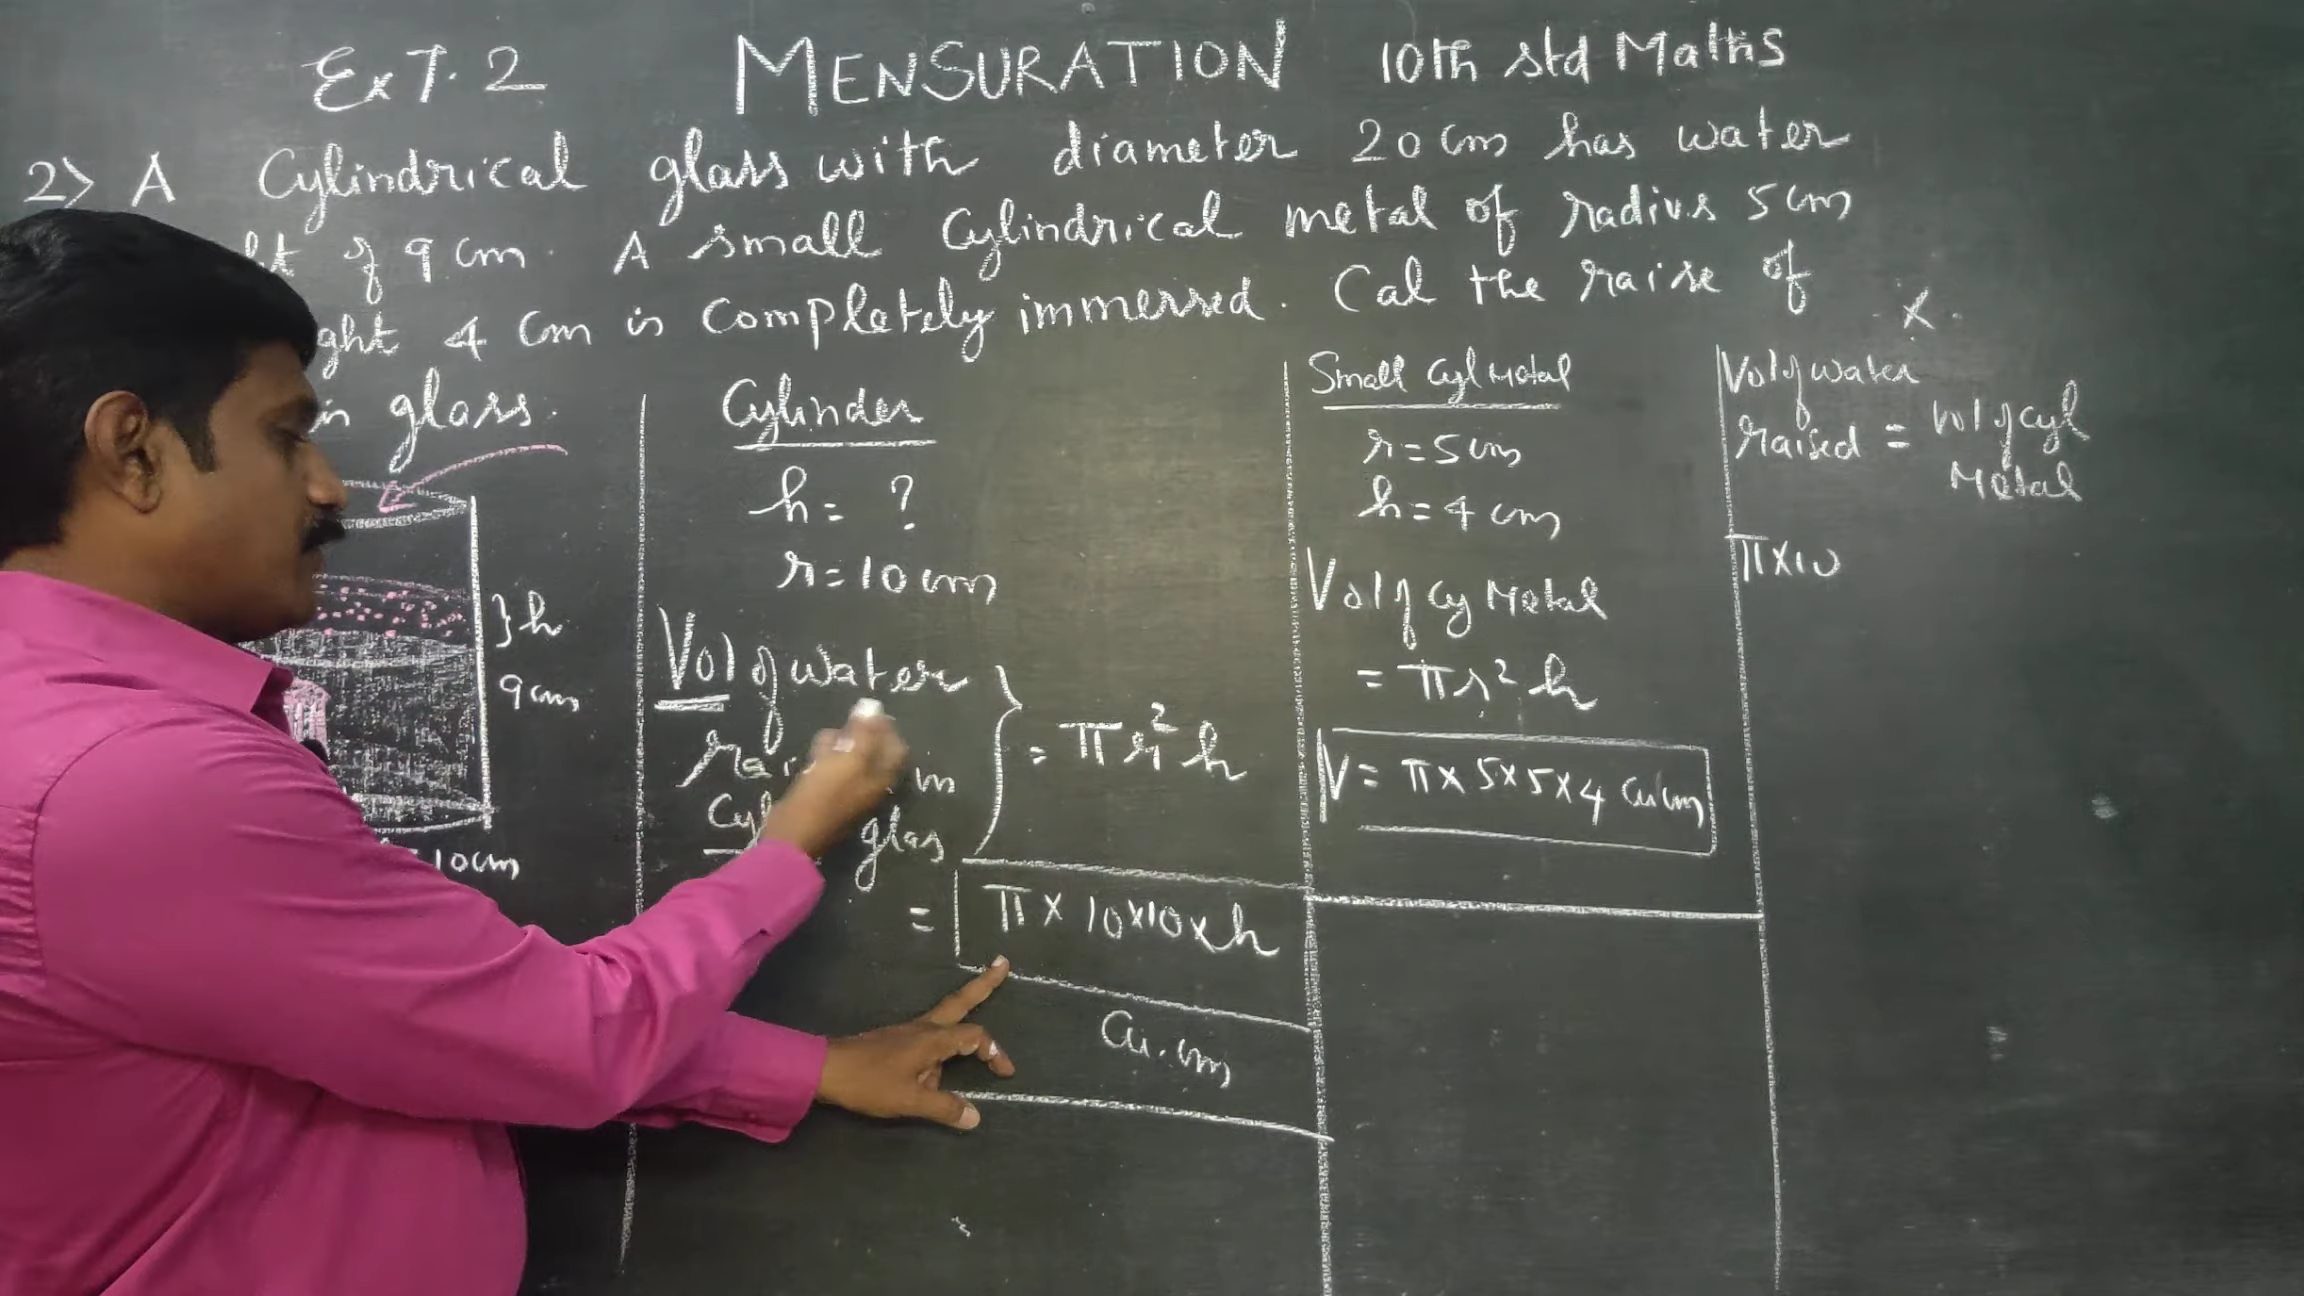 Ex 7.2 MENSURATION 10th std Maths
2) A Cylindrical glass with diameter 20 cm has water
of 9 cm. A small Cylindrical metal of radius 5 cm
4 cm is completely immersed. Cal the raise of
in glass.
}h
9 cm
10 cm
Cylinder
h = ?
r = 10 cm
Vol of water
in
glas
} = πr²h
= π × 10×10×h
Cu.cm
Small Cyl Metal
r = 5 cm
h = 4 cm
Vol of Cy Metal
= πr²h
V = π × 5×5×4 Cu.cm
x
Vol of water
raised = Vol of cyl
Metal
π×10